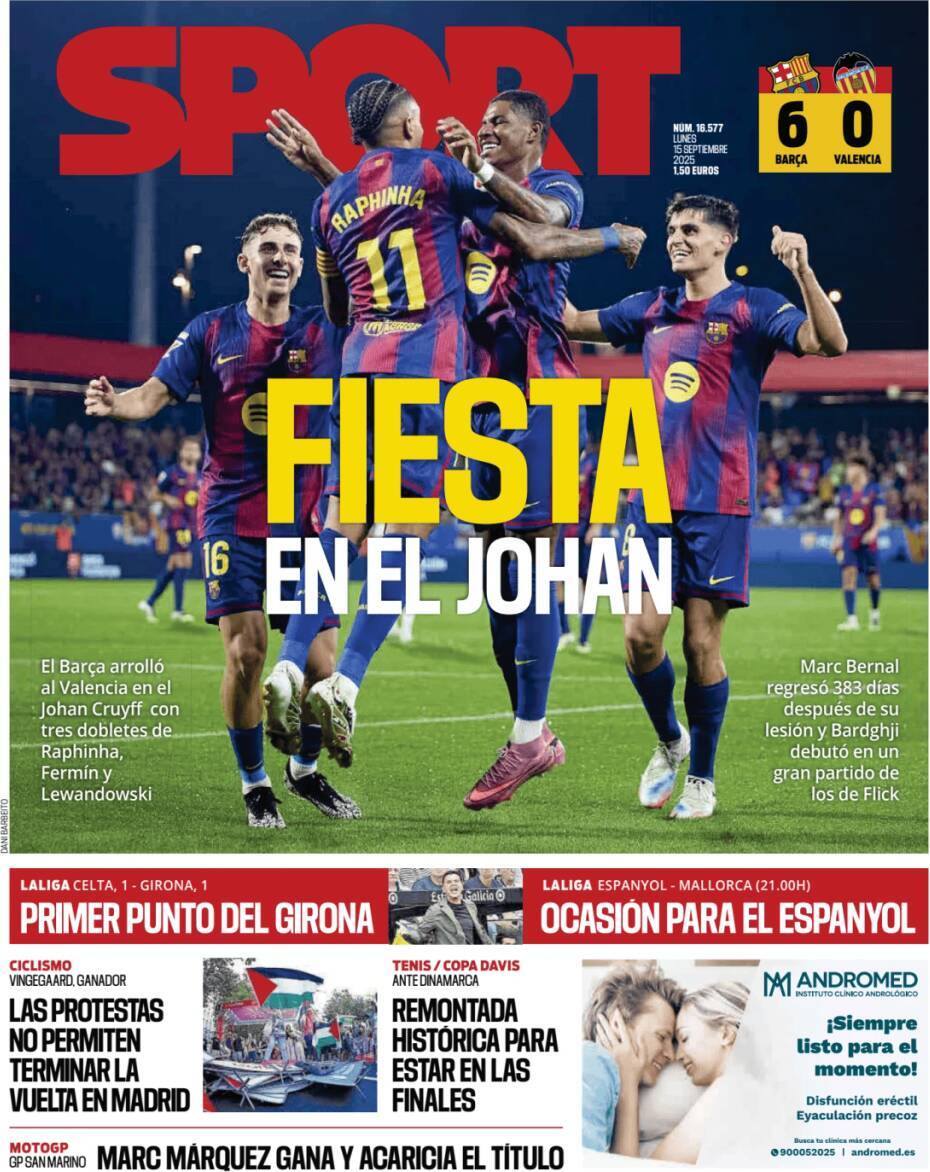 SPORT
NÚM. 16.577
LUNES
15 SEPTIEMBRE
2025
1,50 EUROS
6 0
BARÇA VALENCIA
RAPHINHA
11
16
8
FIESTA
EN EL JOHAN
El Barça arrolló
al Valencia en el
Johan Cruyff con
tres dobletes de
Raphinha,
Fermín y
Lewandowski
Marc Bernal
regresó 383 días
después de su
lesión y Bardghji
debutó en un
gran partido de
los de Flick
DANI BARBEITO
LALIGA CELTA, 1 - GIRONA, 1
PRIMER PUNTO DEL GIRONA
LALIGA ESPANYOL - MALLORCA (21.00H)
OCASIÓN PARA EL ESPANYOL
CICLISMO
VINGEGAARD, GANADOR
LAS PROTESTAS
NO PERMITEN
TERMINAR LA
VUELTA EN MADRID
TENIS / COPA DAVIS
ANTE DINAMARCA
REMONTADA
HISTÓRICA PARA
ESTAR EN LAS
FINALES
ANDROMED
INSTITUTO CLÍNICO ANDROLÓGICO
¡Siempre
listo para el
momento!
Disfunción eréctil
Eyaculación precoz
Busca tu clínica más cercana
900052025 | andromed.es
MOTOGP
GP SAN MARINO
MARC MÁRQUEZ GANA Y ACARICIA EL TÍTULO